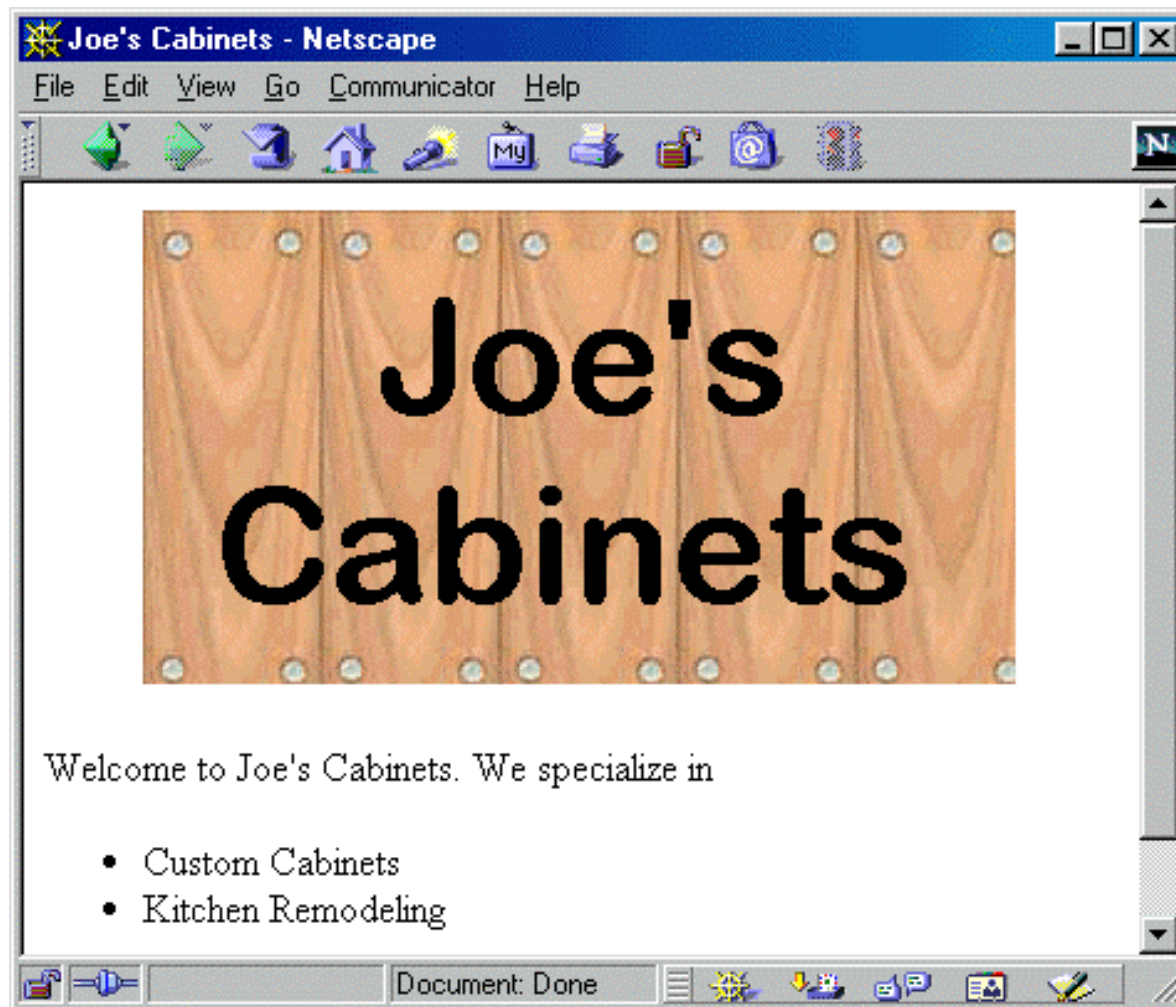 Joe's Cabinets - Netscape
File Edit View Go Communicator Help
My
N
Joe's
Cabinets
Welcome to Joe's Cabinets. We specialize in
• Custom Cabinets
• Kitchen Remodeling
Document: Done